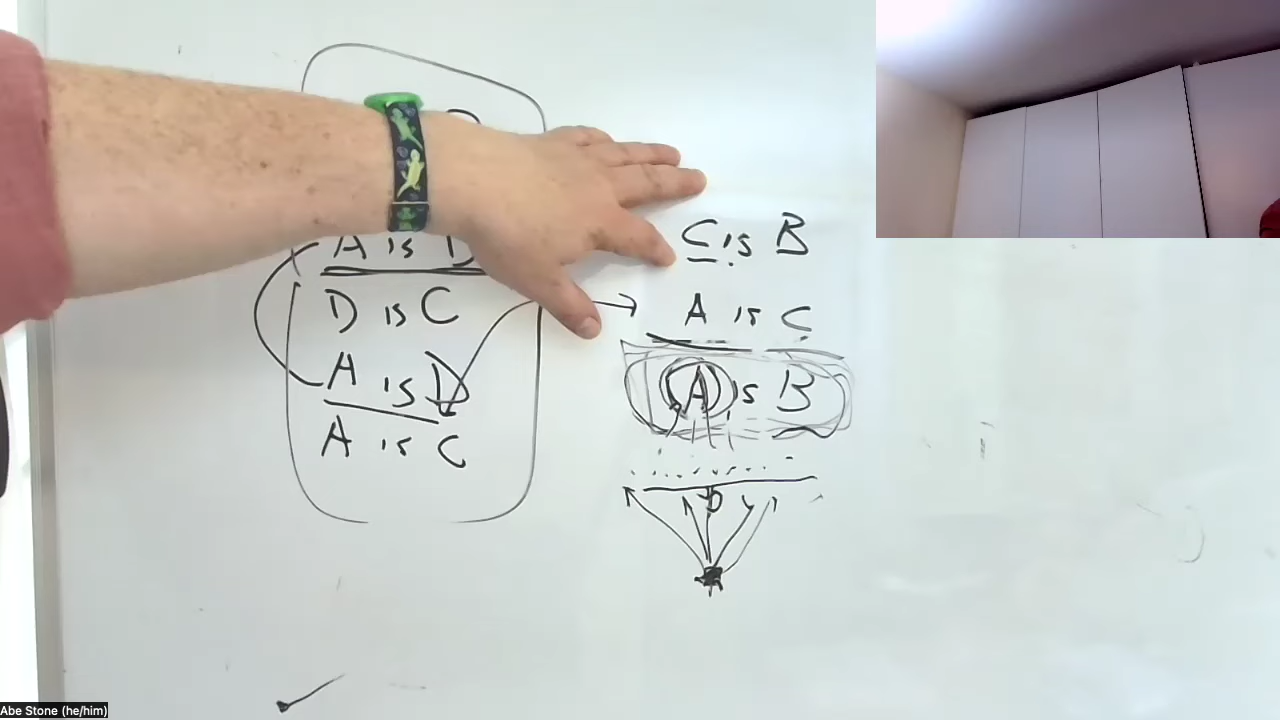 A is D
D is C
A is D
A is C
C is B
A is C
A is B
D
Abe Stone (he/him)